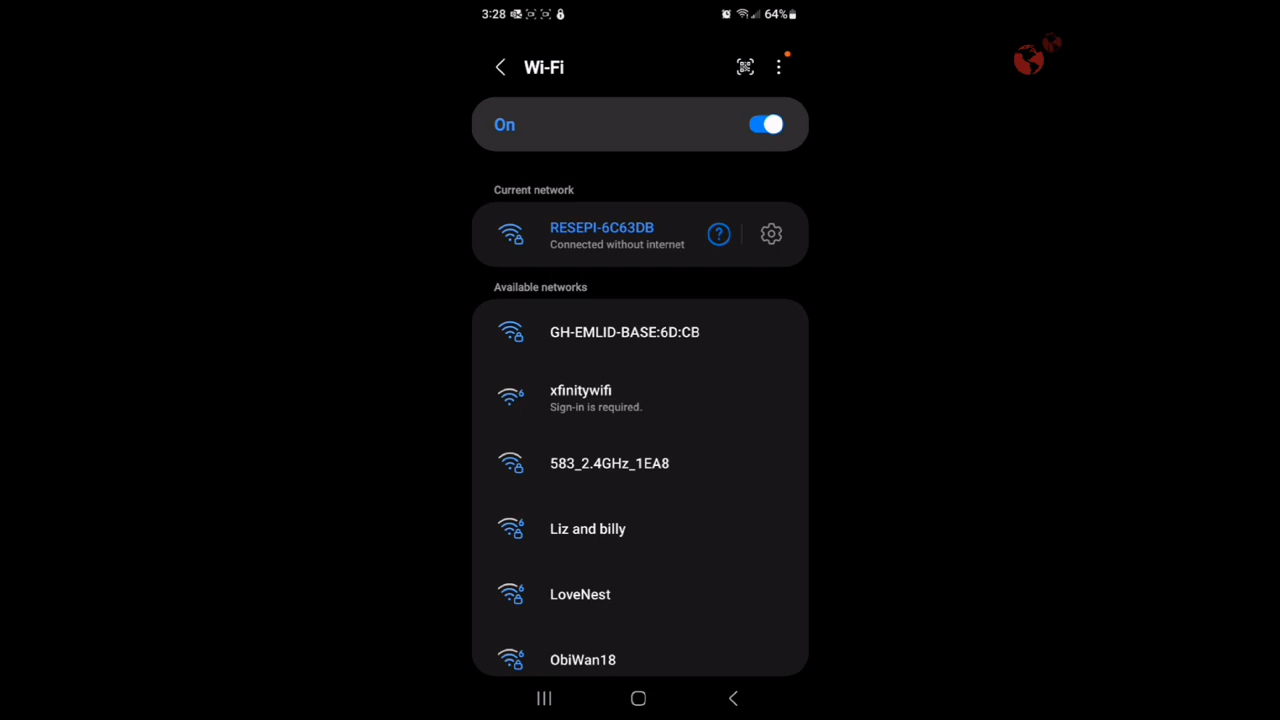 3:28
64%
Wi-Fi
On
Current network
RESEPI-6C63DB
Connected without internet
?
Available networks
GH-EMLID-BASE:6D:CB
xfinitywifi
Sign-in is required.
583_2.4GHz_1EA8
Liz and billy
LoveNest
ObiWan18